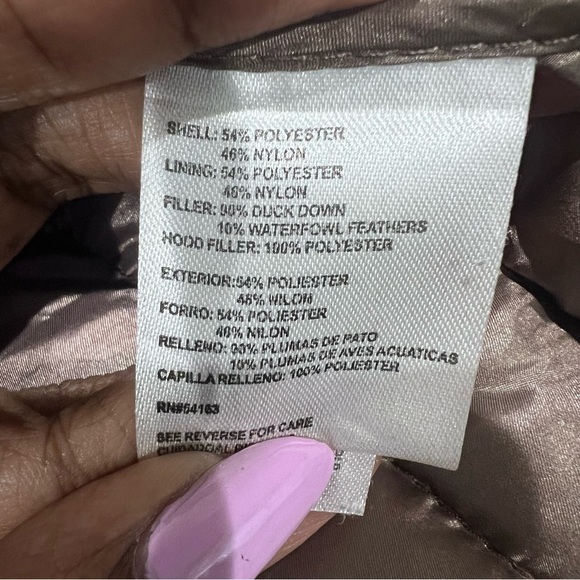 SHELL: 54% POLYESTER
46% NYLON
LINING: 54% POLYESTER
46% NYLON
FILLER: 90% DUCK DOWN
10% WATERFOWL FEATHERS
HOOD FILLER: 100% POLYESTER
EXTERIOR:54% POLIESTER
46% NILON
FORRO: 54% POLIESTER
46% NILON
RELLENO: 90% PLUMAS DE PATO
10% PLUMAS DE AVES ACUATICAS
CAPILLA RELLENO: 100% POLIESTER
RN#54163
SEE REVERSE FOR CARE